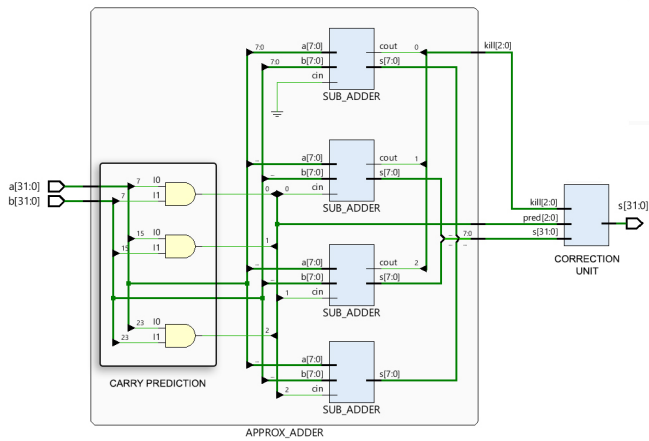 7:0 a[7:0] cout 0 kill[2:0]
7:0 b[7:0] s[7:0]
cin
SUB_ADDER
a[7:0] cout 1
b[7:0] s[7:0]
0 0 cin
SUB_ADDER
a[31:0] 7 I0
b[31:0] 7 I1
kill[2:0] s[31:0]
pred[2:0]
7:0 s[31:0]
15 I0 1
15 I1
CORRECTION
UNIT
a[7:0] cout 2
b[7:0] s[7:0]
1 cin
SUB_ADDER
23 I0 2
23 I1
a[7:0]
b[7:0] s[7:0]
2 cin
SUB_ADDER
CARRY PREDICTION
APPROX_ADDER